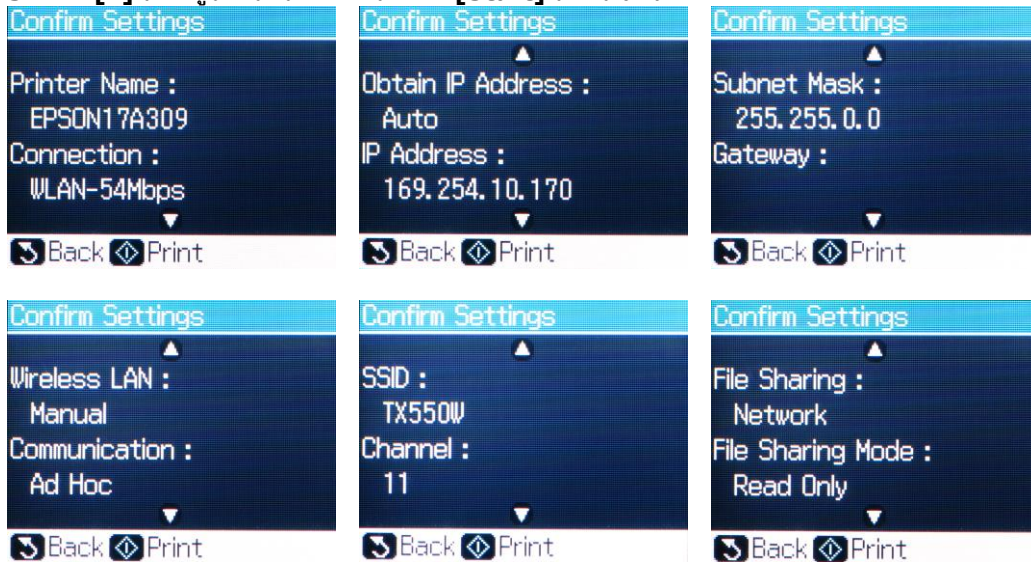 Confirm Settings
Printer Name :
EPSON17A309
Connection :
WLAN-54Mbps
Back Print
Confirm Settings
Obtain IP Address :
Auto
IP Address :
169.254.10.170
Back Print
Confirm Settings
Subnet Mask :
255.255.0.0
Gateway :
Back Print
Confirm Settings
Wireless LAN :
Manual
Communication :
Ad Hoc
Back Print
Confirm Settings
SSID :
TX550W
Channel :
11
Back Print
Confirm Settings
File Sharing :
Network
File Sharing Mode :
Read Only
Back Print